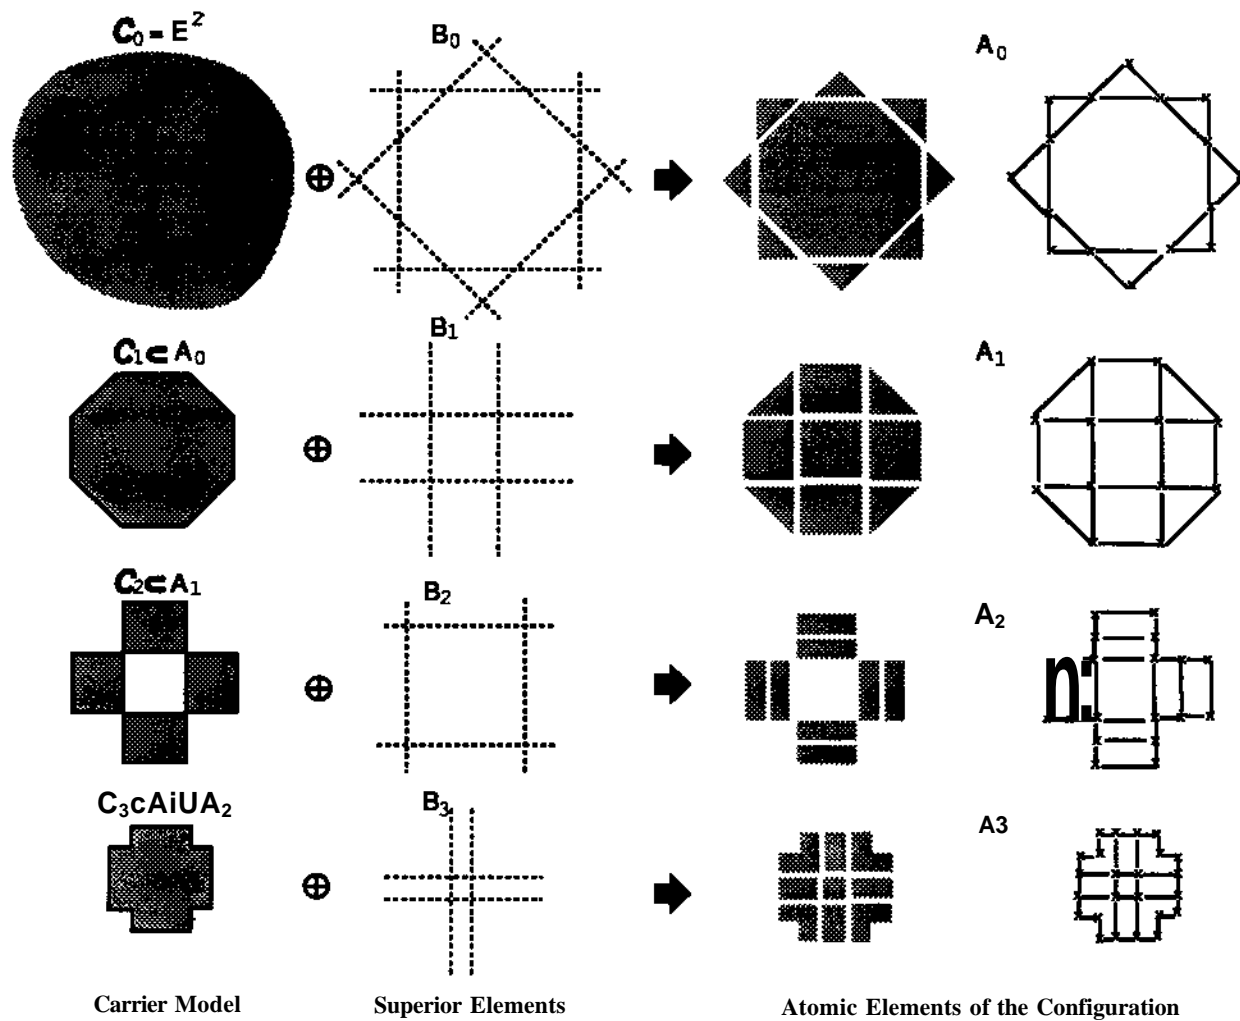 C₀ = E²
B₀
A₀
C₁ ⊂ A₀
B₁
A₁
C₂ ⊂ A₁
B₂
A₂
n:
C₃cAiUA₂
B₃
A3
Carrier Model
Superior Elements
Atomic Elements of the Configuration